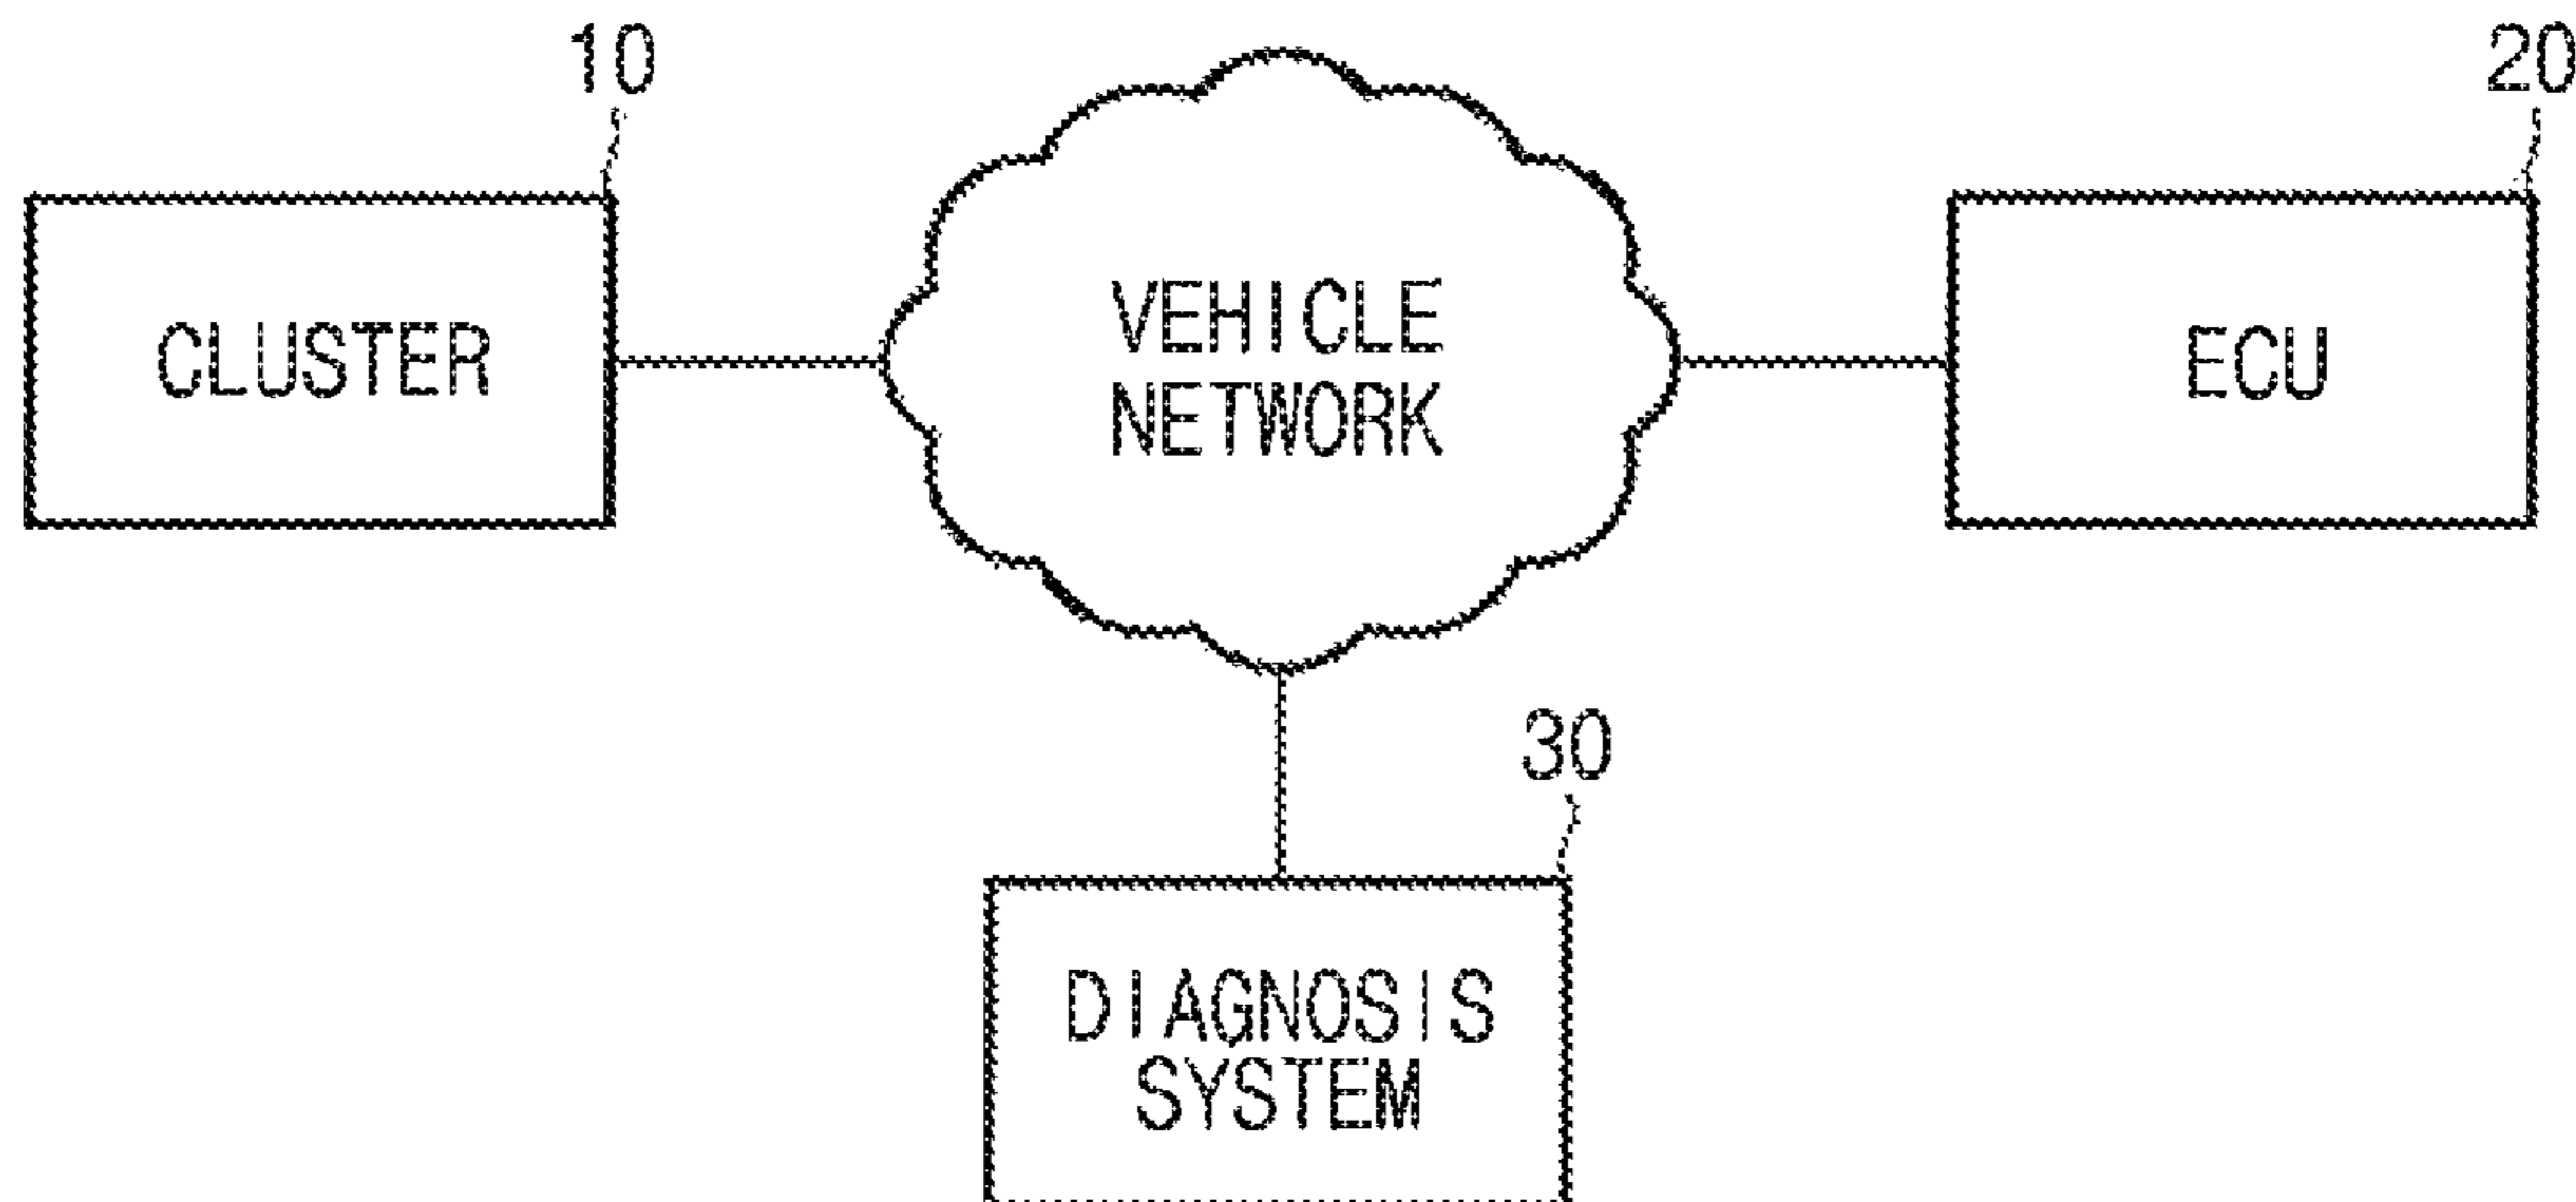 10
20
CLUSTER
VEHICLE
NETWORK
ECU
30
DIAGNOSIS
SYSTEM